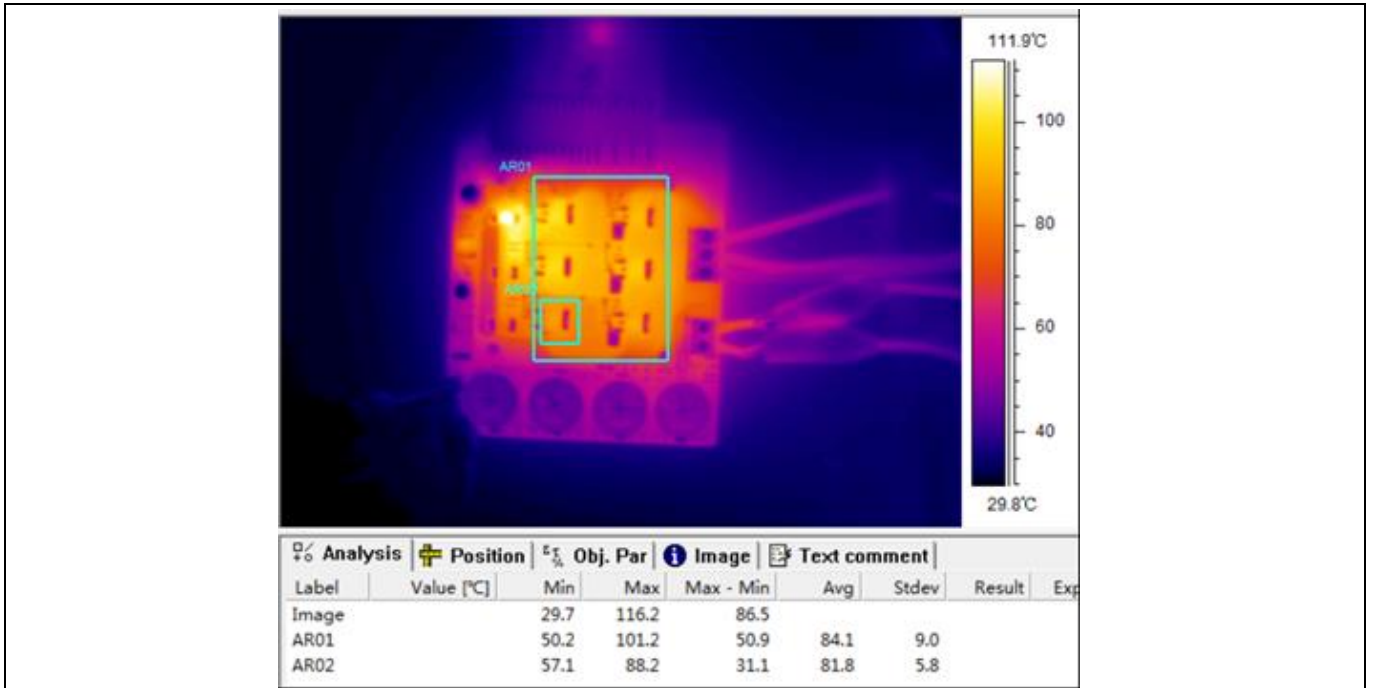 111.9°C
100
AR01
80
AR02
60
40
29.8°C
Analysis Position Obj. Par Image Text comment
Label Value [°C] Min Max Max - Min Avg Stdev Result Exp
Image 29.7 116.2 86.5
AR01 50.2 101.2 50.9 84.1 9.0
AR02 57.1 88.2 31.1 81.8 5.8